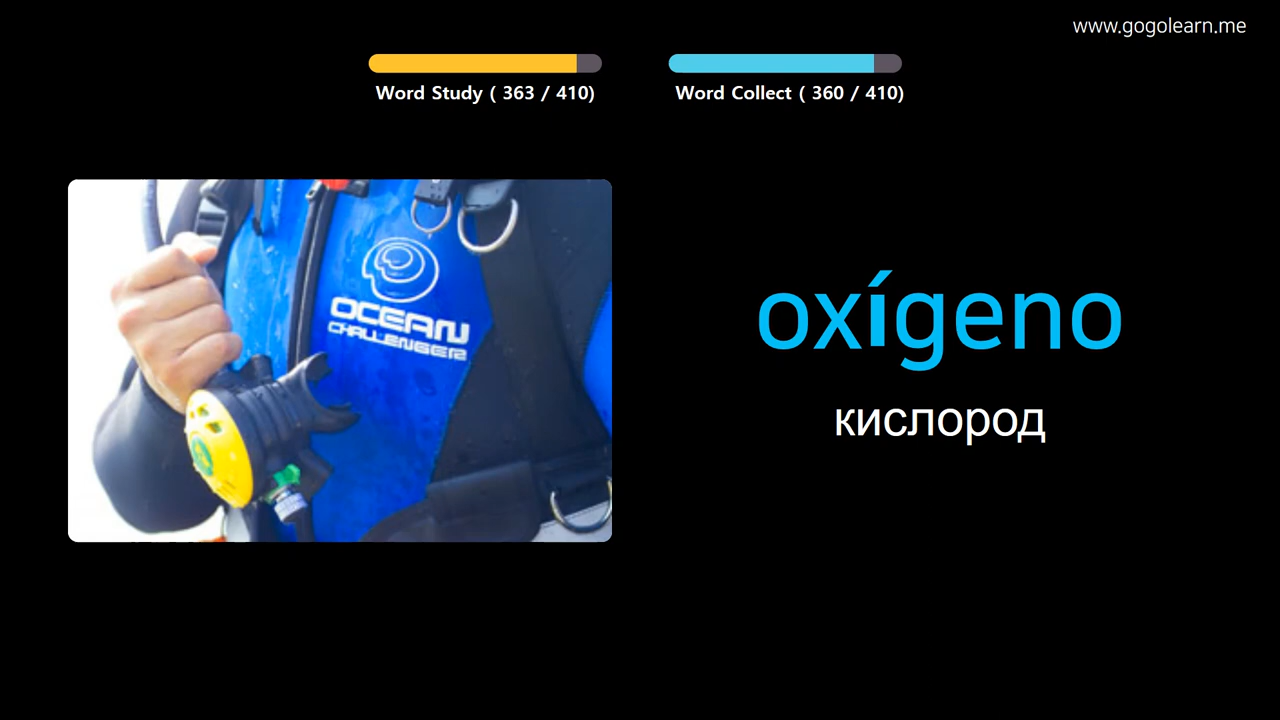 www.gogolearn.me
Word Study ( 363 / 410)
Word Collect ( 360 / 410)
OCEAN
CHALLENGER
oxígeno
кислород